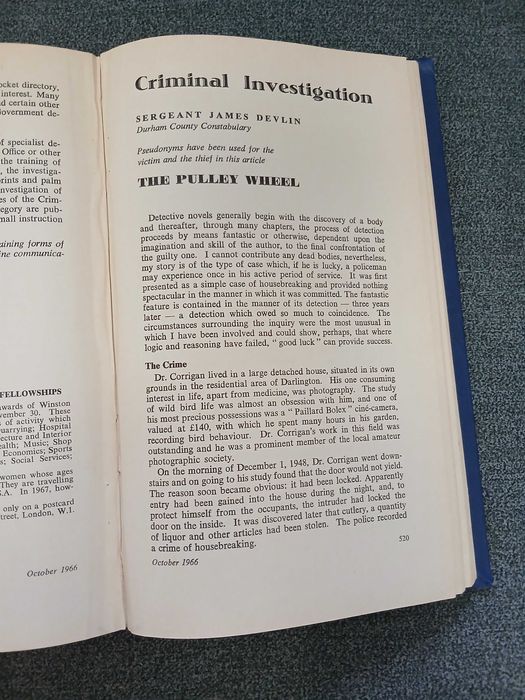 ocket directory,
interest. Many
d certain other
overnment de-
f specialist de-
Office or other
the training of
, the investiga-
rints and palm
nvestigation of
es of the Crim-
egory are pub-
mall instruction
aining forms of
ine communica-
FELLOWSHIPS
wards of Winston
vember 30. These
s of activity which
uarrying; Hospital
ecture and Interior
ealth; Music; Shop
Economics; Sports
s; Social Services;
women whose ages
They are travelling
S.A. In 1967, how-
only on a postcard
treet, London, W.1.
October 1966
Criminal Investigation
SERGEANT JAMES DEVLIN
Durham County Constabulary
Pseudonyms have been used for the
victim and the thief in this article
THE PULLEY WHEEL
Detective novels generally begin with the discovery of a body
and thereafter, through many chapters, the process of detection
proceeds by means fantastic or otherwise, dependent upon the
imagination and skill of the author, to the final confrontation of
the guilty one. I cannot contribute any dead bodies, nevertheless,
my story is of the type of case which, if he is lucky, a policeman
may experience once in his active period of service. It was first
presented as a simple case of housebreaking and provided nothing
spectacular in the manner in which it was committed. The fantastic
feature is contained in the manner of its detection — three years
later — a detection which owed so much to coincidence. The
circumstances surrounding the inquiry were the most unusual in
which I have been involved and could show, perhaps, that where
logic and reasoning have failed, "good luck" can provide success.
The Crime
Dr. Corrigan lived in a large detached house, situated in its own
grounds in the residential area of Darlington. His one consuming
interest in life, apart from medicine, was photography. The study
of wild bird life was almost an obsession with him, and one of
his most precious possessions was a "Paillard Bolex" ciné-camera,
valued at £140, with which he spent many hours in his garden,
recording bird behaviour. Dr. Corrigan's work in this field was
outstanding and he was a prominent member of the local amateur
photographic society.
On the morning of December 1, 1948, Dr. Corrigan went down-
stairs and on going to his study found that the door would not yield.
The reason soon became obvious: it had been locked. Apparently
entry had been gained into the house during the night, and, to
protect himself from the occupants, the intruder had locked the
door on the inside. It was discovered later that cutlery, a quantity
of liquor and other articles had been stolen. The police recorded
a crime of housebreaking.
520
October 1966